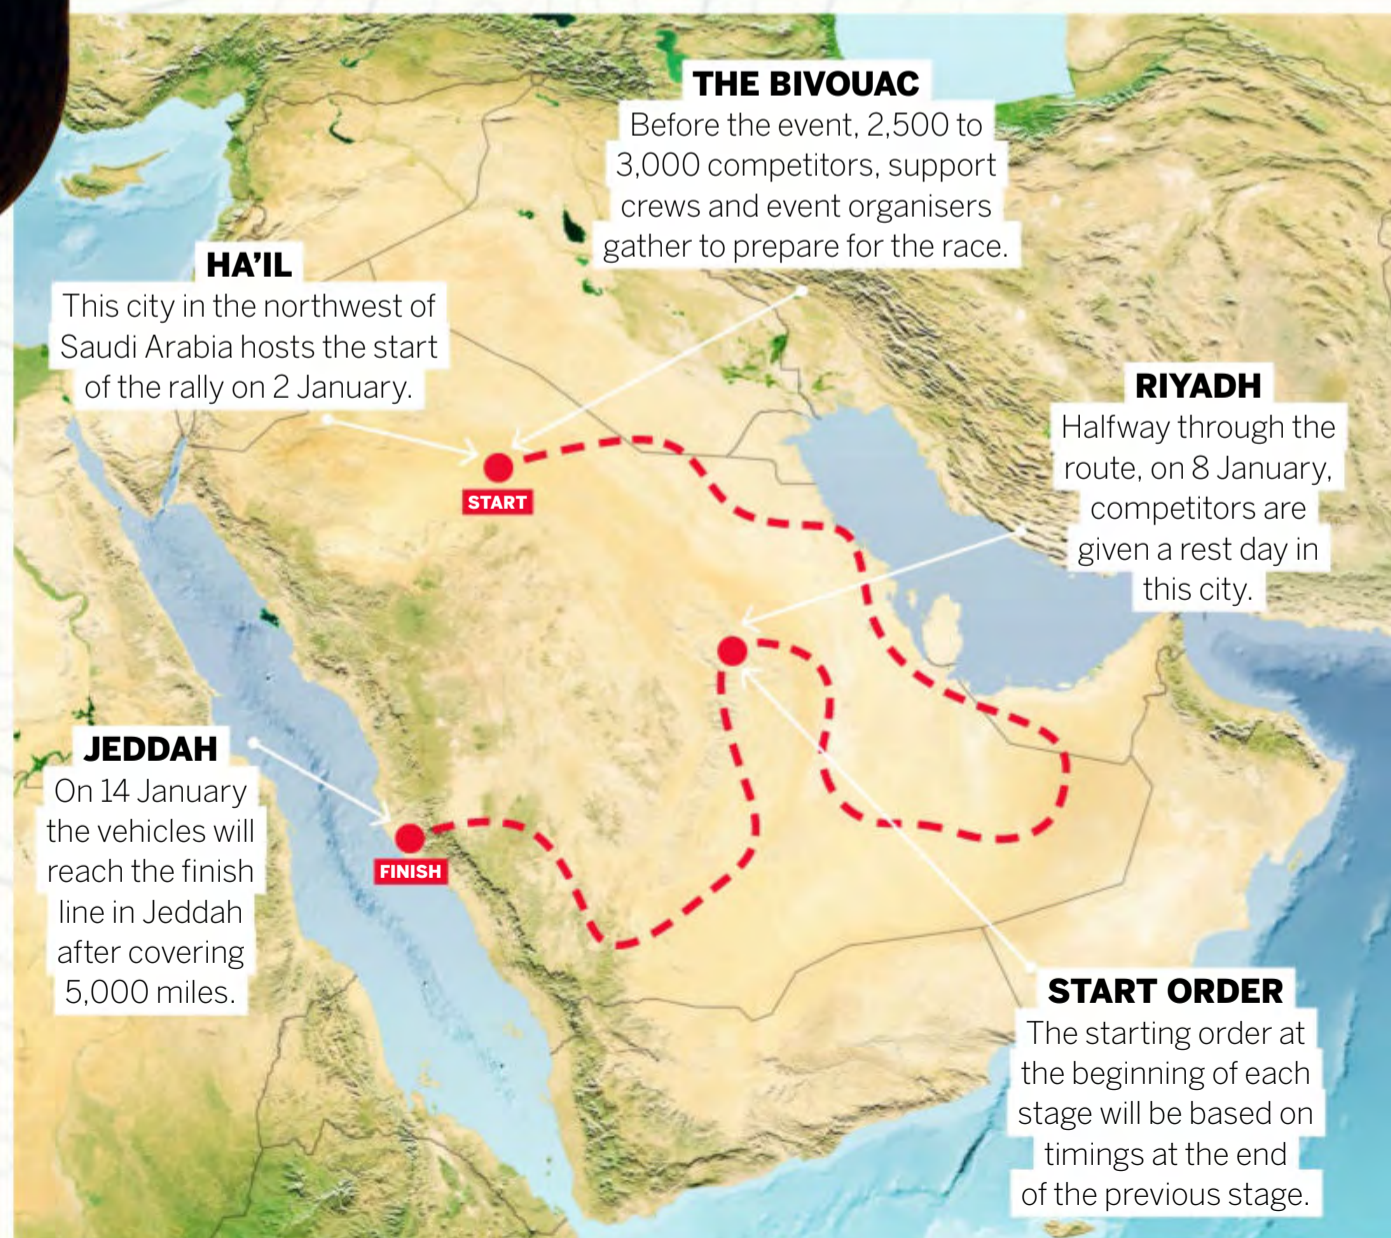 THE BIVOUAC
Before the event, 2,500 to
3,000 competitors, support
crews and event organisers
gather to prepare for the race.
HA’IL
This city in the northwest of
Saudi Arabia hosts the start
of the rally on 2 January.
START
RIYADH
Halfway through the
route, on 8 January,
competitors are
given a rest day in
this city.
JEDDAH
On 14 January
the vehicles will
reach the finish
line in Jeddah
after covering
5,000 miles.
FINISH
START ORDER
The starting order at
the beginning of each
stage will be based on
timings at the end
of the previous stage.